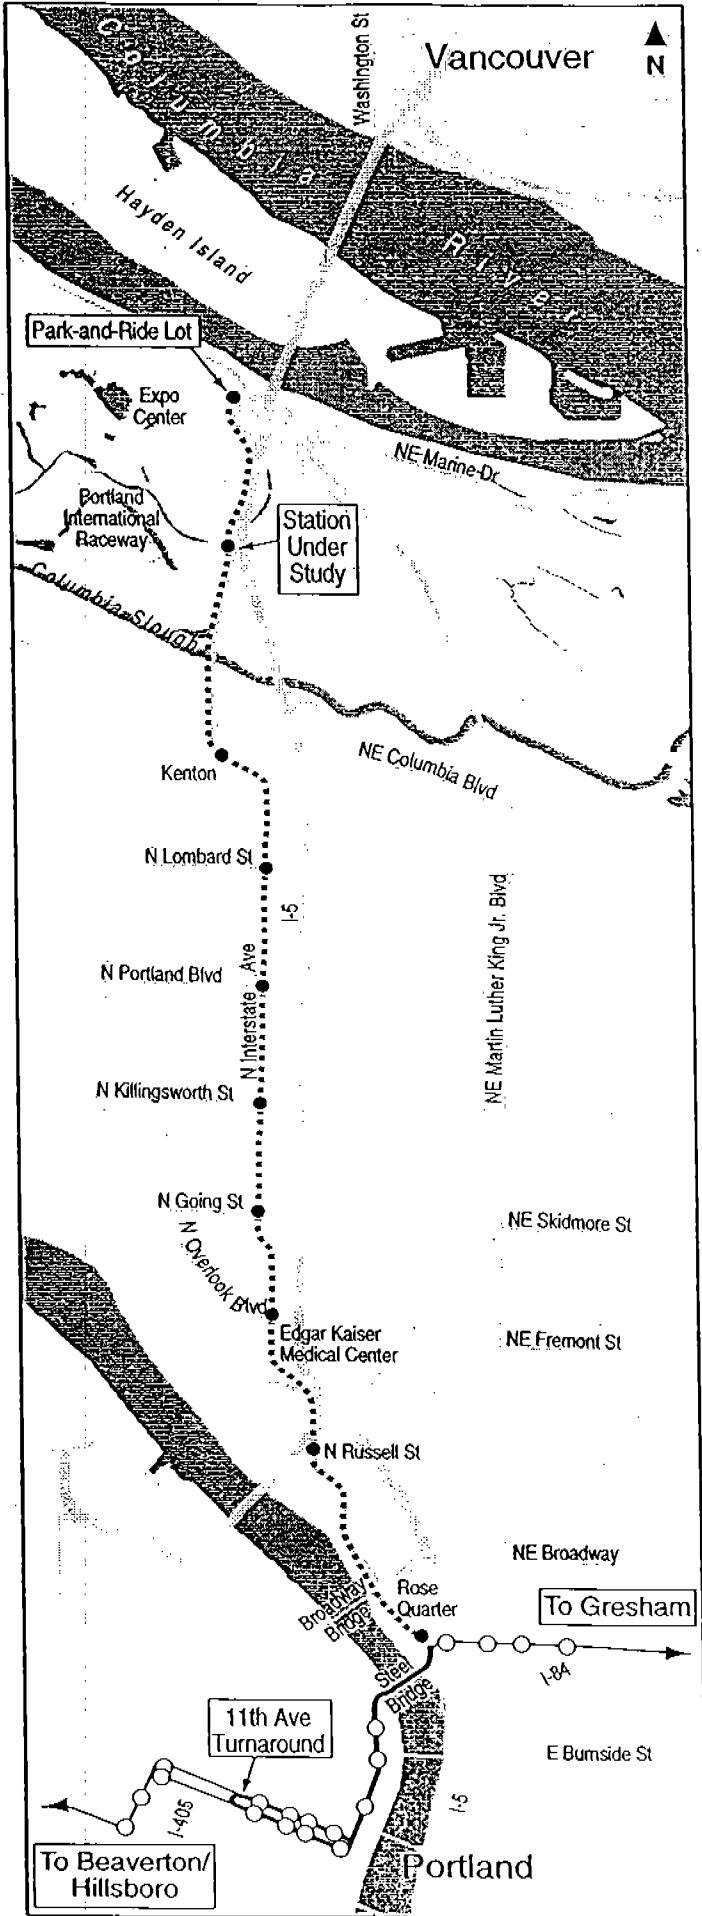 Washington St
Vancouver
N
Columbia
River
Hayden Island
Park-and-Ride Lot
Expo
Center
NE Marine Dr
Portland
International
Raceway
Station
Under
Study
Columbia Slough
Kenton
NE Columbia Blvd
N Lombard St
I-5
NE Martin Luther King Jr. Blvd
N Portland Blvd
N Interstate Ave
N Killingsworth St
N Going St
NE Skidmore St
N Overlook Blvd
Edgar Kaiser
Medical Center
NE Fremont St
N Russell St
NE Broadway
Broadway
Bridge
Rose
Quarter
To Gresham
I-84
Steel
Bridge
11th Ave
Turnaround
E Burnside St
I-405
I-5
To Beaverton/
Hillsboro
Portland